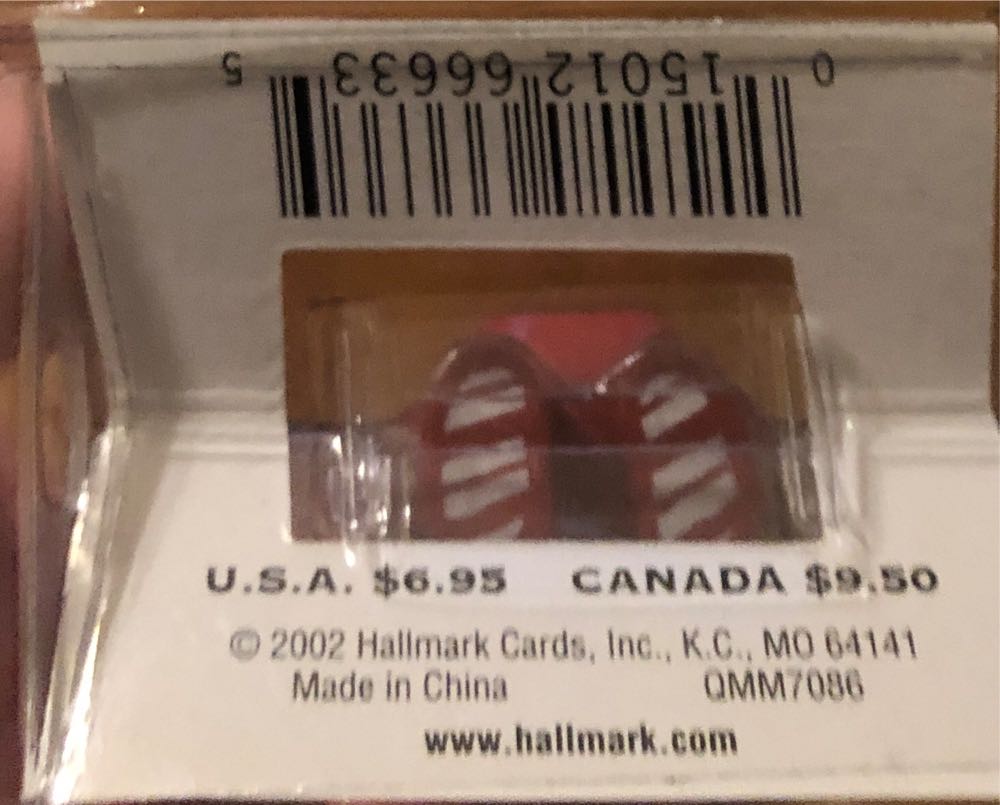 0 15012 66633 5
U.S.A. $6.95 CANADA $9.50
© 2002 Hallmark Cards, Inc., K.C., MO 64141
Made in China QMM7086
www.hallmark.com